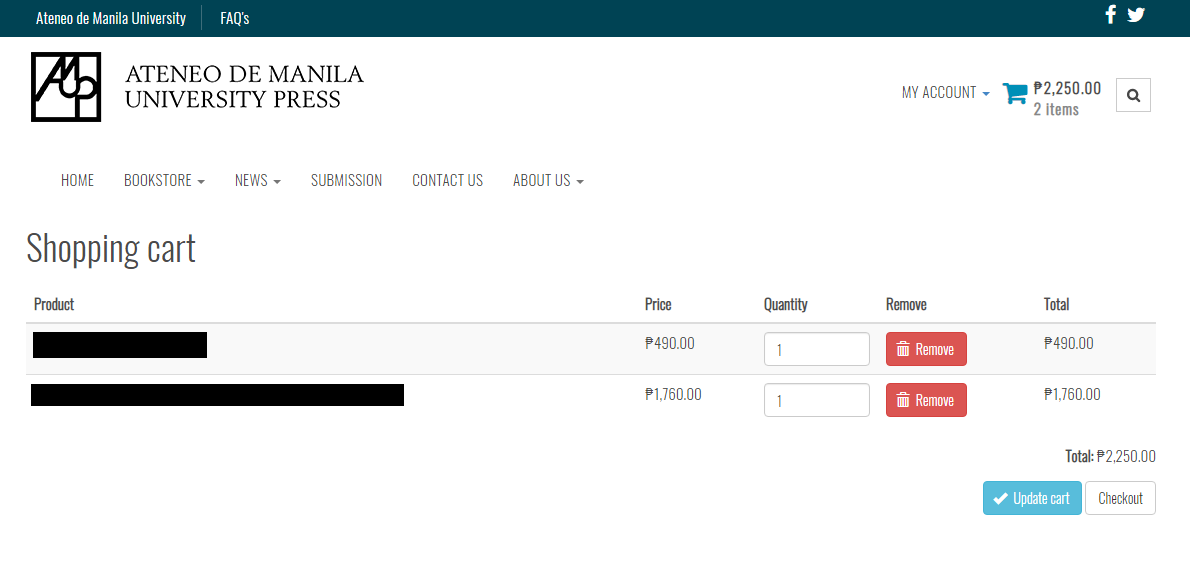 Ateneo de Manila University FAQ's
ATENEO DE MANILA
UNIVERSITY PRESS
MY ACCOUNT ₱2,250.00
2 items
HOME BOOKSTORE NEWS SUBMISSION CONTACT US ABOUT US
Shopping cart
Product Price Quantity Remove Total
₱490.00 1 Remove ₱490.00
₱1,760.00 1 Remove ₱1,760.00
Total: ₱2,250.00
Update cart Checkout